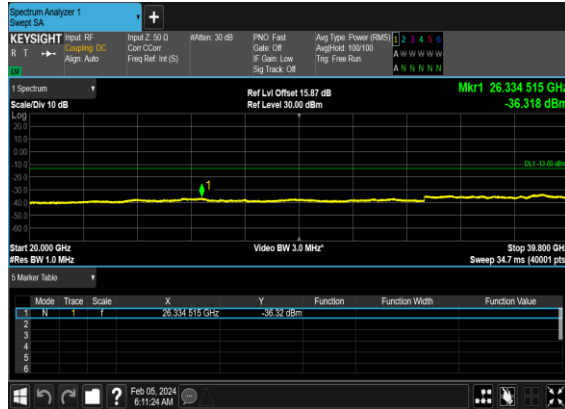 Spectrum Analyzer 1
Swept SA
+
KEYSIGHT Input: RF Input Z: 50 Ω #Atten: 30 dB PNO: Fast Avg Type: Power (RMS) 1 2 3 4 5 6
R T Coupling: DC Corr CCorr Gate: Off Avg|Hold: 100/100 A W W W W W
Align: Auto Freq Ref: Int (S) IF Gain: Low Trig: Free Run
Sig Track: Off A N N N N N
1 Spectrum Ref Lvl Offset 15.87 dB Mkr1 26.334 515 GHz
Scale/Div 10 dB Ref Level 30.00 dBm -36.318 dBm
Log
20.0
10.0
0.00
-10.0 DL1 -13.00 dBm
-20.0
-30.0 1
-40.0
-50.0
-60.0
Start 20.000 GHz Video BW 3.0 MHz* Stop 39.800 GHz
#Res BW 1.0 MHz Sweep 34.7 ms (40001 pts)
5 Marker Table
Mode Trace Scale X Y Function Function Width Function Value
1 N 1 f 26.334 515 GHz -36.32 dBm
2
3
4
5
6
? Feb 05, 2024
6:11:24 AM